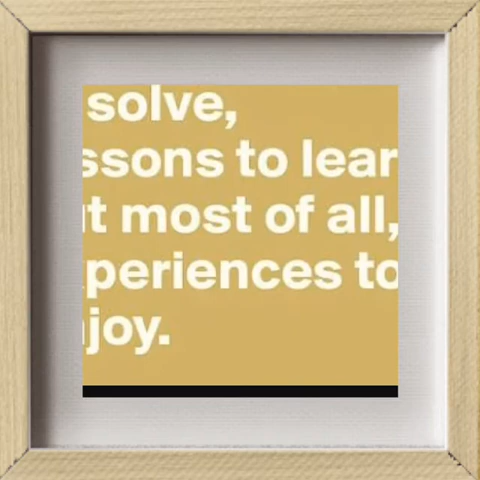 solve,
ssons to lear
t most of all,
periences to
joy.